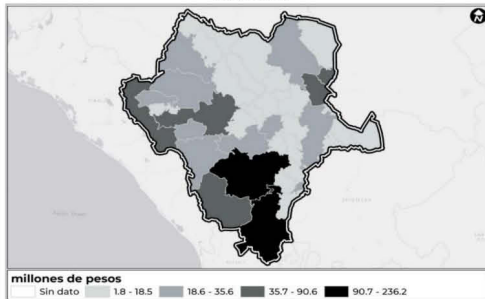 millones de pesos
Sin dato 1.8 - 18.5 18.6 - 35.6 35.7 - 90.6 90.7 - 236.2